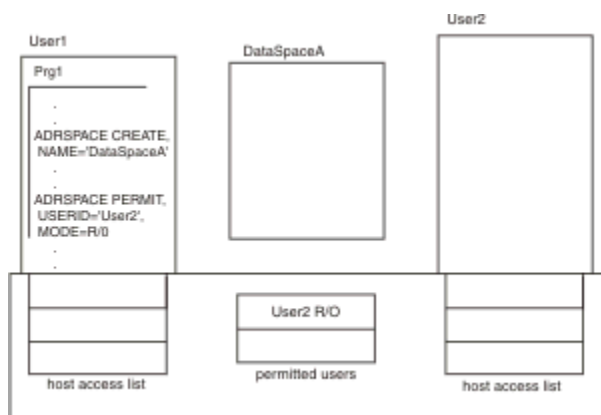 User1
Prg1
.
.
ADRSPACE CREATE,
NAME='DataSpaceA'
.
.
ADRSPACE PERMIT,
USERID='User2',
MODE=R/0
.
.
host access list
DataSpaceA
User2 R/O
permitted users
User2
host access list